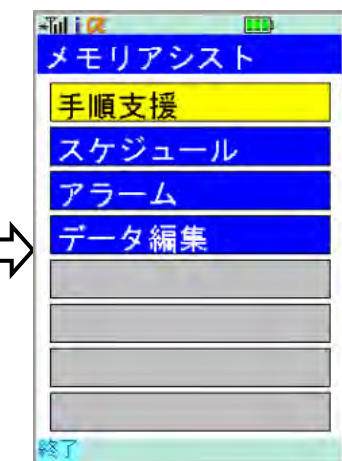 メモリアシスト
手順支援
スケジュール
アラーム
データ編集
終了